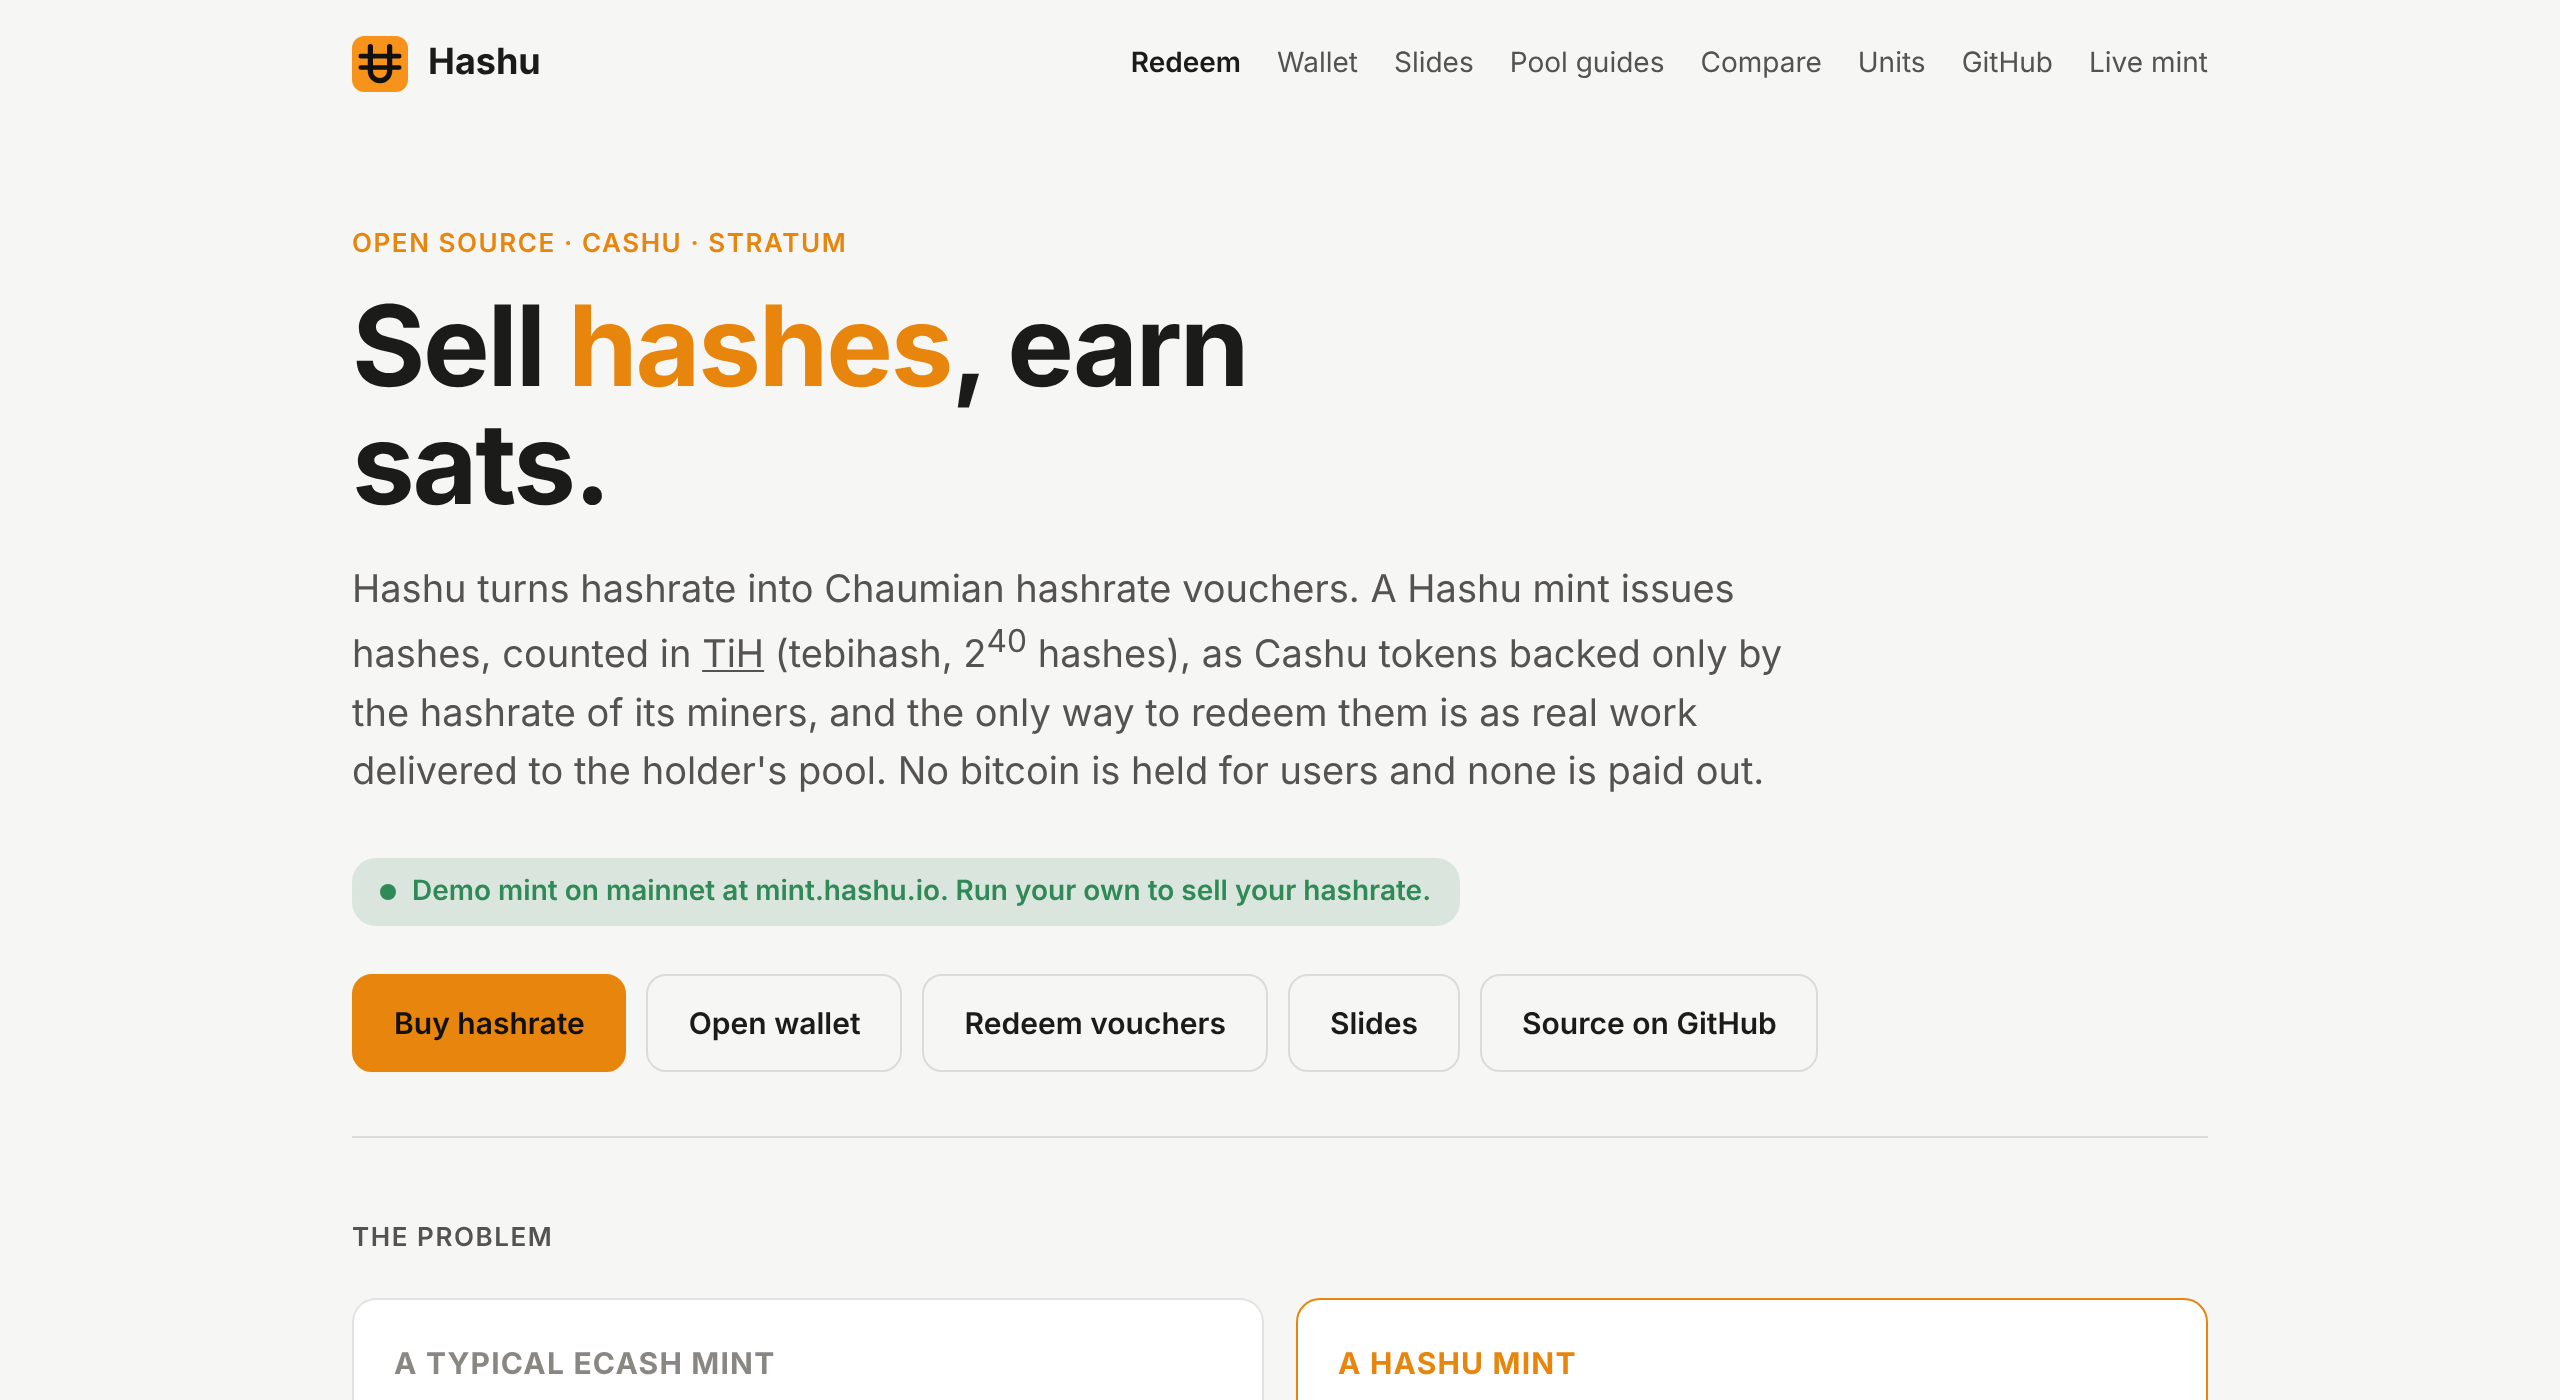 Hashu
Redeem Wallet Slides Pool guides Compare Units GitHub Live mint
OPEN SOURCE · CASHU · STRATUM
Sell hashes, earn
sats.
Hashu turns hashrate into Chaumian hashrate vouchers. A Hashu mint issues
hashes, counted in TiH (tebihash, 2⁴⁰ hashes), as Cashu tokens backed only by
the hashrate of its miners, and the only way to redeem them is as real work
delivered to the holder's pool. No bitcoin is held for users and none is paid out.
Demo mint on mainnet at mint.hashu.io. Run your own to sell your hashrate.
Buy hashrate
Open wallet
Redeem vouchers
Slides
Source on GitHub
THE PROBLEM
A TYPICAL ECASH MINT
A HASHU MINT